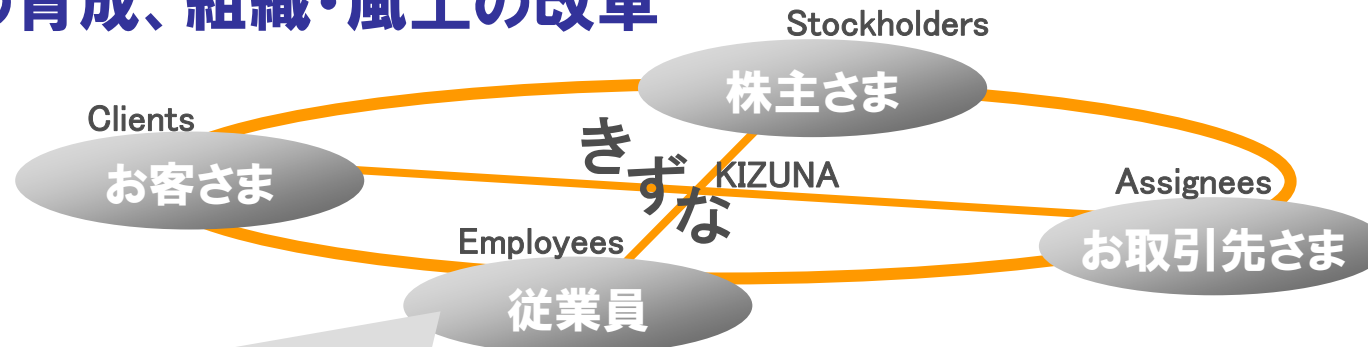 の育成、組織・風土の改革
Stockholders
株主さま
Clients
お客さま
きずな
KIZUNA
Assignees
お取引先さま
Employees
従業員